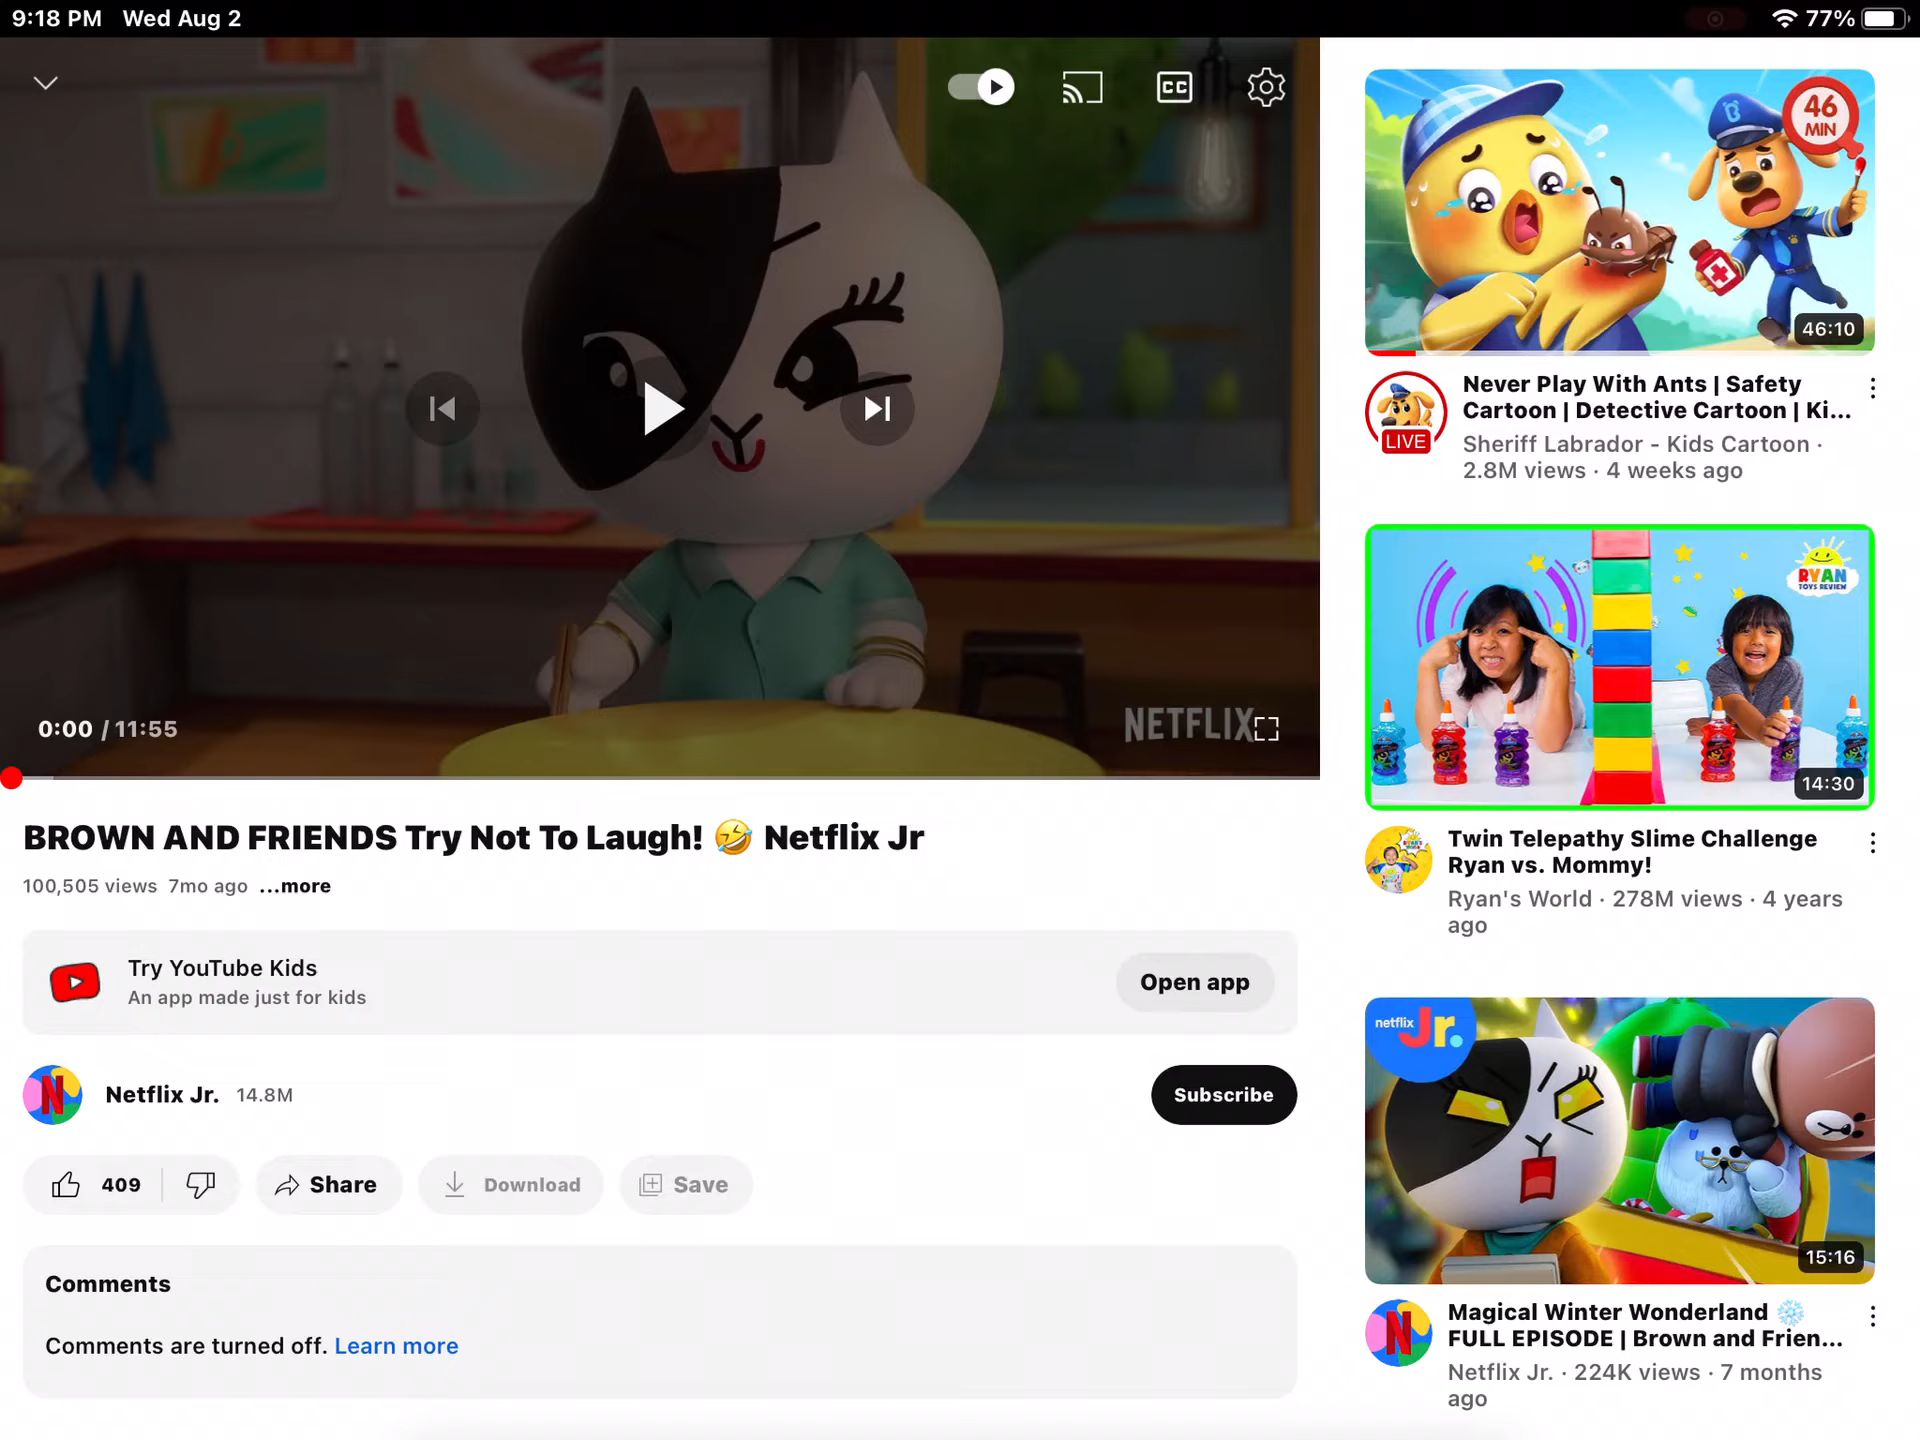 9:18 PM Wed Aug 2
77%
CC
0:00 / 11:55
NETFLIX
BROWN AND FRIENDS Try Not To Laugh! 🤣 Netflix Jr
100,505 views 7mo ago ...more
Try YouTube Kids
An app made just for kids
Open app
Netflix Jr. 14.8M
Subscribe
409
Share
Download
Save
Comments
Comments are turned off. Learn more
46
MIN
46:10
LIVE
Never Play With Ants | Safety
Cartoon | Detective Cartoon | Ki...
Sheriff Labrador - Kids Cartoon ·
2.8M views · 4 weeks ago
RYAN
TOYS REVIEW
14:30
Twin Telepathy Slime Challenge
Ryan vs. Mommy!
Ryan's World · 278M views · 4 years
ago
netflix
Jr.
15:16
Magical Winter Wonderland ❄️
FULL EPISODE | Brown and Frien...
Netflix Jr. · 224K views · 7 months
ago